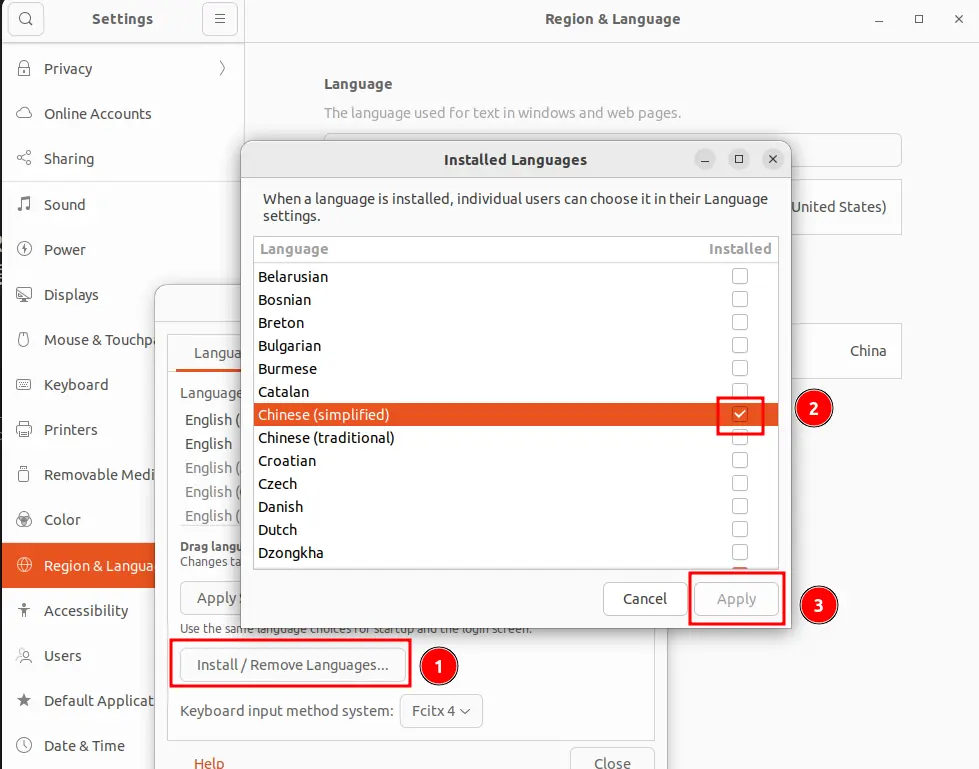 Settings
Region & Language
Privacy
Online Accounts
Sharing
Sound
Power
Displays
Mouse & Touchpa
Keyboard
Printers
Removable Medi
Color
Region & Langua
Accessibility
Users
Default Applicat
Date & Time
Language
The language used for text in windows and web pages.
United States)
China
Langua
Language
English (
English
English (
English (
English (
Drag langu
Changes ta
Apply
Use the same language choices for startup and the login screen.
Install / Remove Languages...
1
Keyboard input method system:
Fcitx 4
Help
Close
Installed Languages
When a language is installed, individual users can choose it in their Language
settings.
Language Installed
Belarusian
Bosnian
Breton
Bulgarian
Burmese
Catalan
Chinese (simplified)
2
Chinese (traditional)
Croatian
Czech
Danish
Dutch
Dzongkha
Cancel
Apply
3